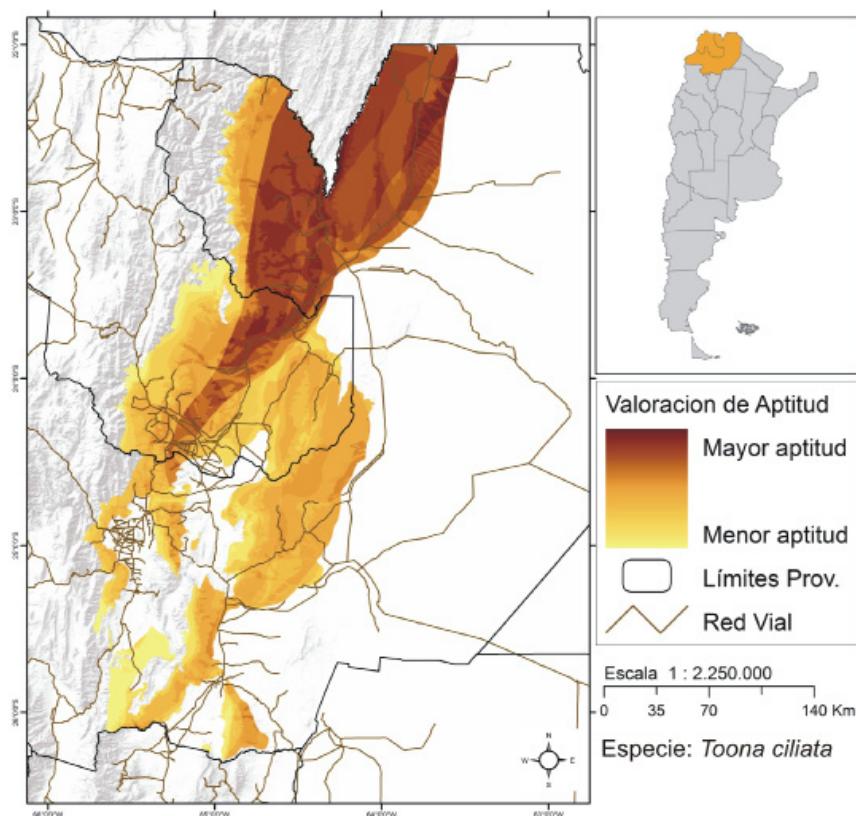 Valoracion de Aptitud
Mayor aptitud
Menor aptitud
Límites Prov.
Red Vial
Escala 1 : 2.250.000
0 35 70 140 Km
Especie: Toona ciliata
N
W E
S